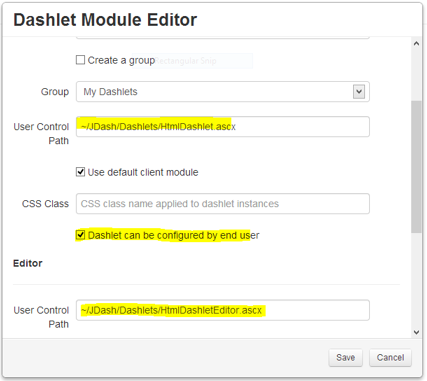 Dashlet Module Editor
Create a group
Rectangular Snip
Group
My Dashlets
User Control
Path
~/JDash/Dashlets/HtmlDashlet.ascx
Use default client module
CSS Class
CSS class name applied to dashlet instances
Dashlet can be configured by end user
Editor
User Control
Path
~/JDash/Dashlets/HtmlDashletEditor.ascx
Save
Cancel